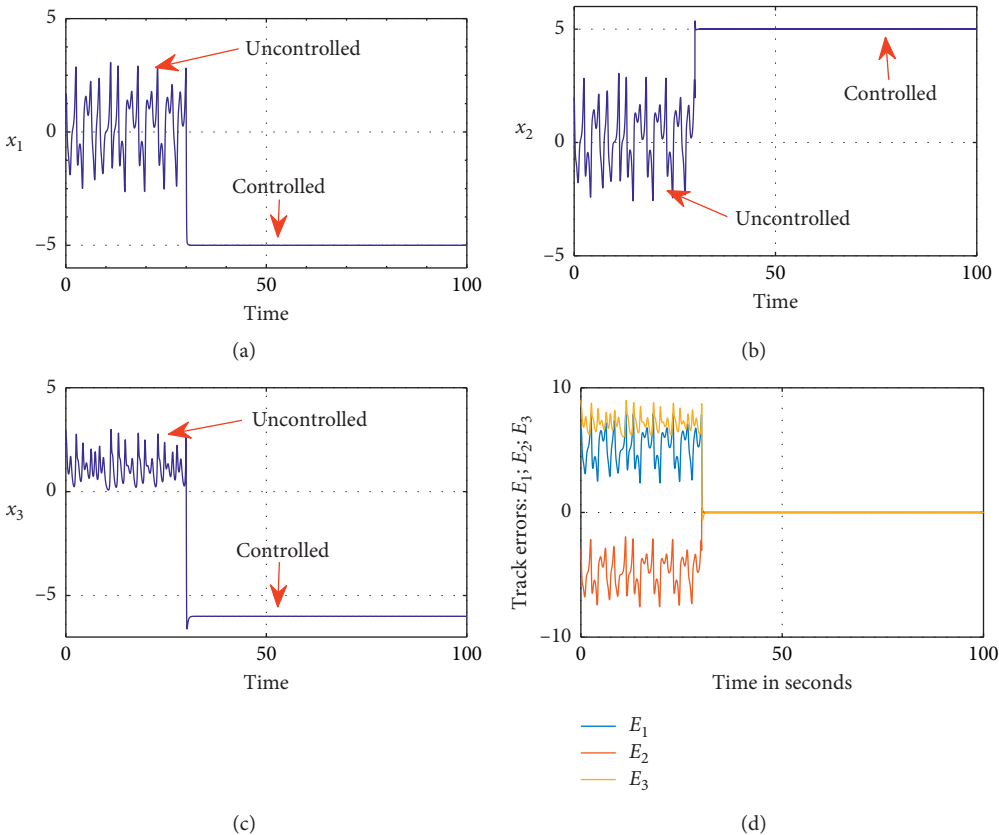 5
Uncontrolled
x1
0
Controlled
−5
0 50 100
Time
(a)
5
Controlled
x2
0
Uncontrolled
−5
0 50 100
Time
(b)
5
Uncontrolled
0
x3
Controlled
−5
0 50 100
Time
(c)
10
Track errors: E1; E2; E3
0
−10
0 50 100
Time in seconds
E1
E2
E3
(d)